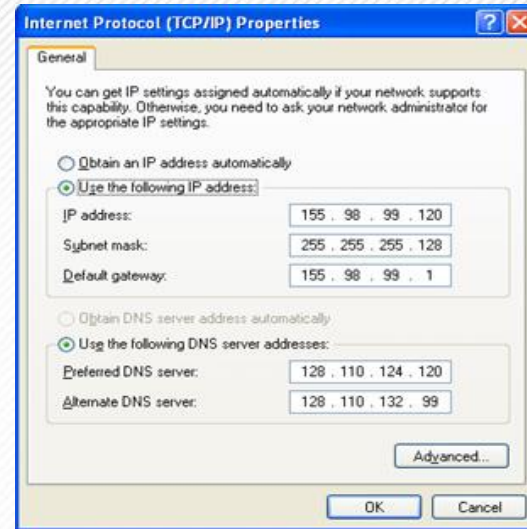 Internet Protocol (TCP/IP) Properties
General
You can get IP settings assigned automatically if your network supports
this capability. Otherwise, you need to ask your network administrator for
the appropriate IP settings.
Obtain an IP address automatically
Use the following IP address:
IP address: 155 . 98 . 99 . 120
Subnet mask: 255 . 255 . 255 . 128
Default gateway: 155 . 98 . 99 . 1
Obtain DNS server address automatically
Use the following DNS server addresses:
Preferred DNS server: 128 . 110 . 124 . 120
Alternate DNS server: 128 . 110 . 132 . 99
Advanced...
OK Cancel